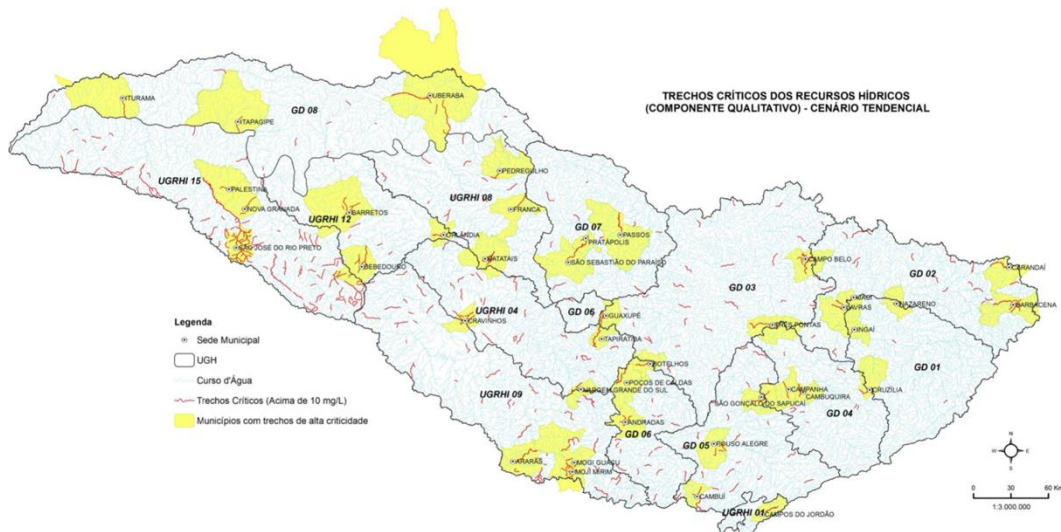 TRECHOS CRÍTICOS DOS RECURSOS HÍDRICOS
(COMPONENTE QUALITATIVO) - CENÁRIO TENDENCIAL
ITURAMA
ITAPAGIPE
GD 08
UBERABA
UGRHI 15
PALESTINA
NOVA GRANADA
UGRHI 12
BARRETOS
SÃO JOSÉ DO RIO PRETO
BEBEDOURO
UGRHI 08
PEDREGULHO
FRANCA
ORLÂNDIA
BATATAIS
GD 07
PASSOS
PRATÁPOLIS
SÃO SEBASTIÃO DO PARAÍSO
UGRHI 04
CRAVINHOS
GD 06
GUAXUPÉ
TAPIRATIBA
GD 03
CAMPO BELO
GD 02
CARANDAÍ
BARBACENA
NAZARENO
LAVRAS
INGAÍ
TRÊS PONTAS
GD 01
CRUZÍLIA
BOTELHOS
POÇOS DE CALDAS
VARGEM GRANDE DO SUL
CAMPANHA
CAMBUQUIRA
SÃO GONÇALO DO SAPUCAÍ
GD 04
UGRHI 09
ANDRADAS
GD 06
GD 05
POUSO ALEGRE
ARARAS
MOGI GUAÇU
MOJI MIRIM
CAMBUÍ
UGRHI 01
CAMPOS DO JORDÃO
Legenda
Sede Municipal
UGH
Curso d'Água
Trechos Críticos (Acima de 10 mg/L)
Municípios com trechos de alta criticidade
N
W E
S
0 30 60 Km
1:3.000.000